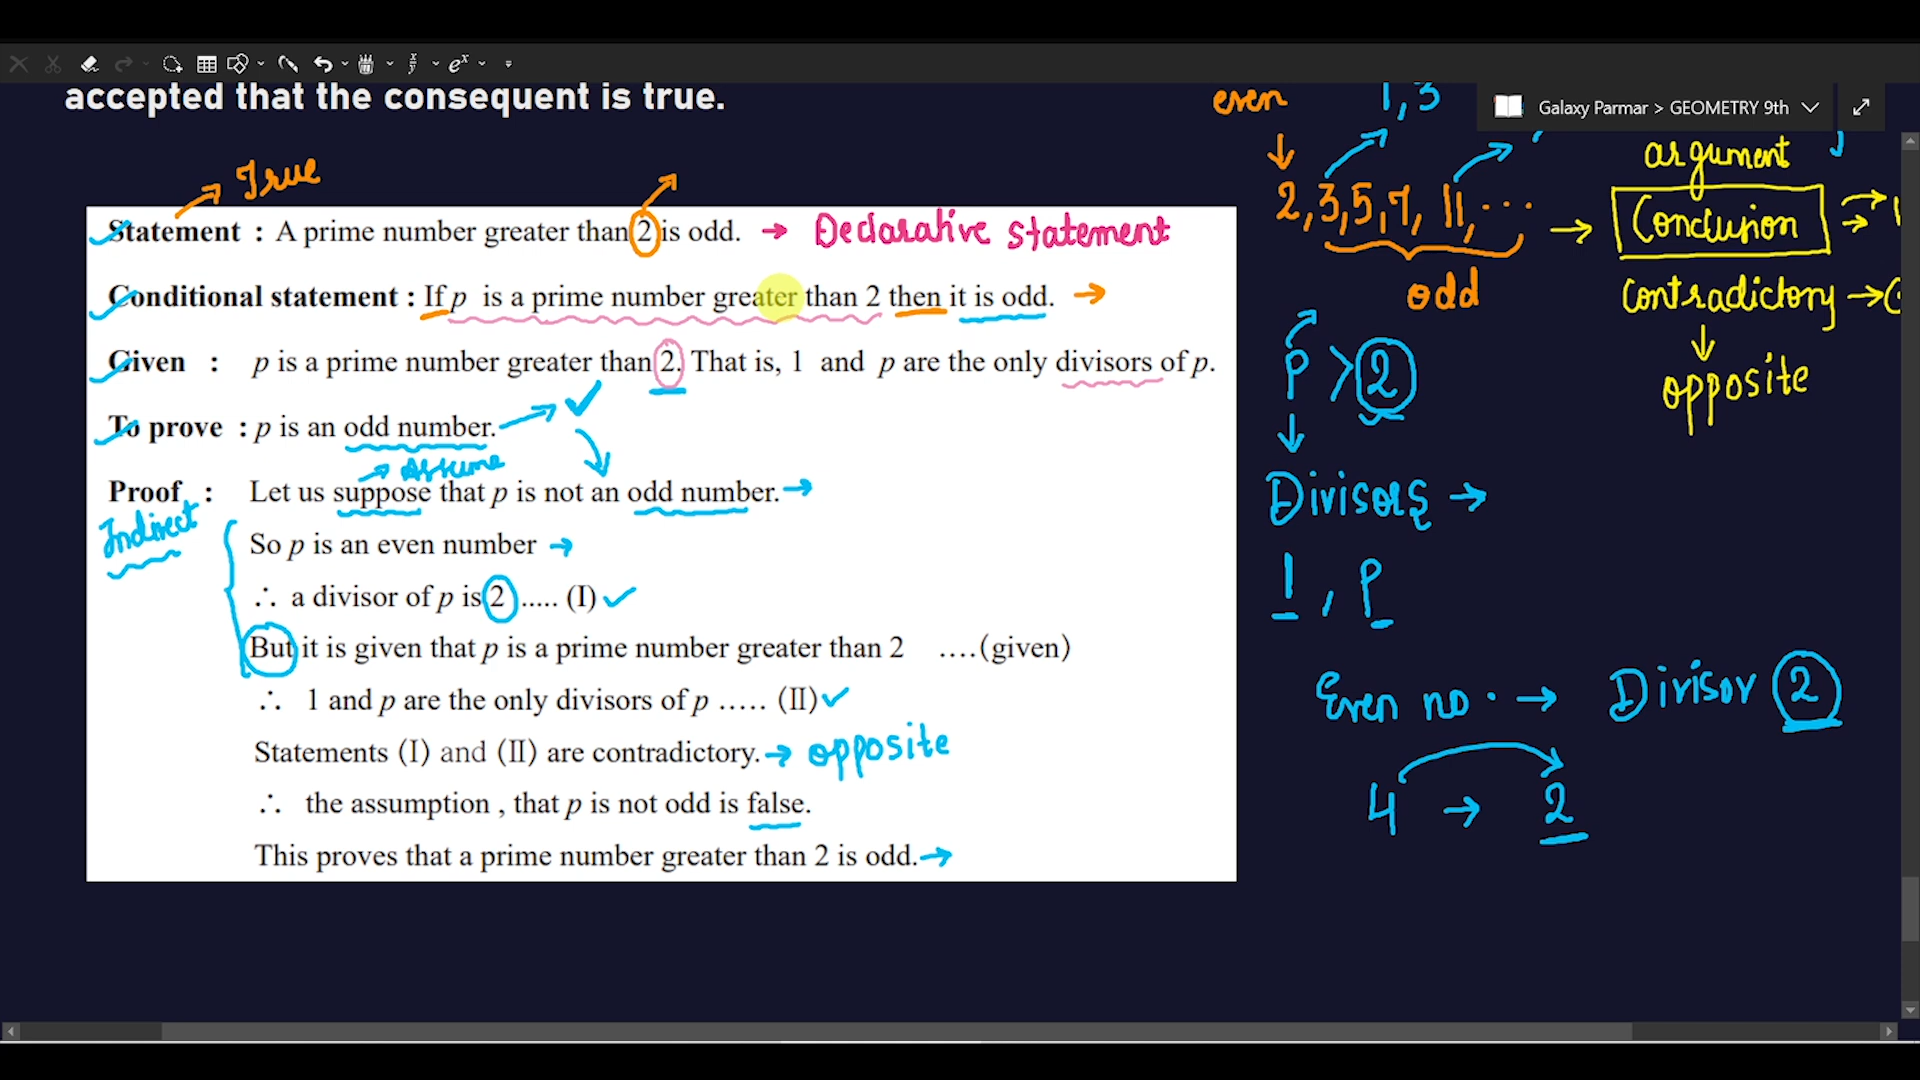 accepted that the consequent is true.
True
Statement : A prime number greater than 2 is odd. → Declarative statement
Conditional statement : If p is a prime number greater than 2 then it is odd. →
Given : p is a prime number greater than 2. That is, 1 and p are the only divisors of p.
To prove : p is an odd number.
→ Assume
Proof : Let us suppose that p is not an odd number. →
Indirect
So p is an even number →
∴ a divisor of p is 2 ..... (I) ✓
But it is given that p is a prime number greater than 2 ....(given)
∴ 1 and p are the only divisors of p ..... (II) ✓
Statements (I) and (II) are contradictory. → opposite
∴ the assumption , that p is not odd is false.
This proves that a prime number greater than 2 is odd. →
even
1, 3
2, 3, 5, 7, 11, ...
odd
p > 2
Divisors →
1 , p
Even no. → Divisor 2
4 → 2
Galaxy Parmar > GEOMETRY 9th
argument
Conclusion
contradictory →
opposite